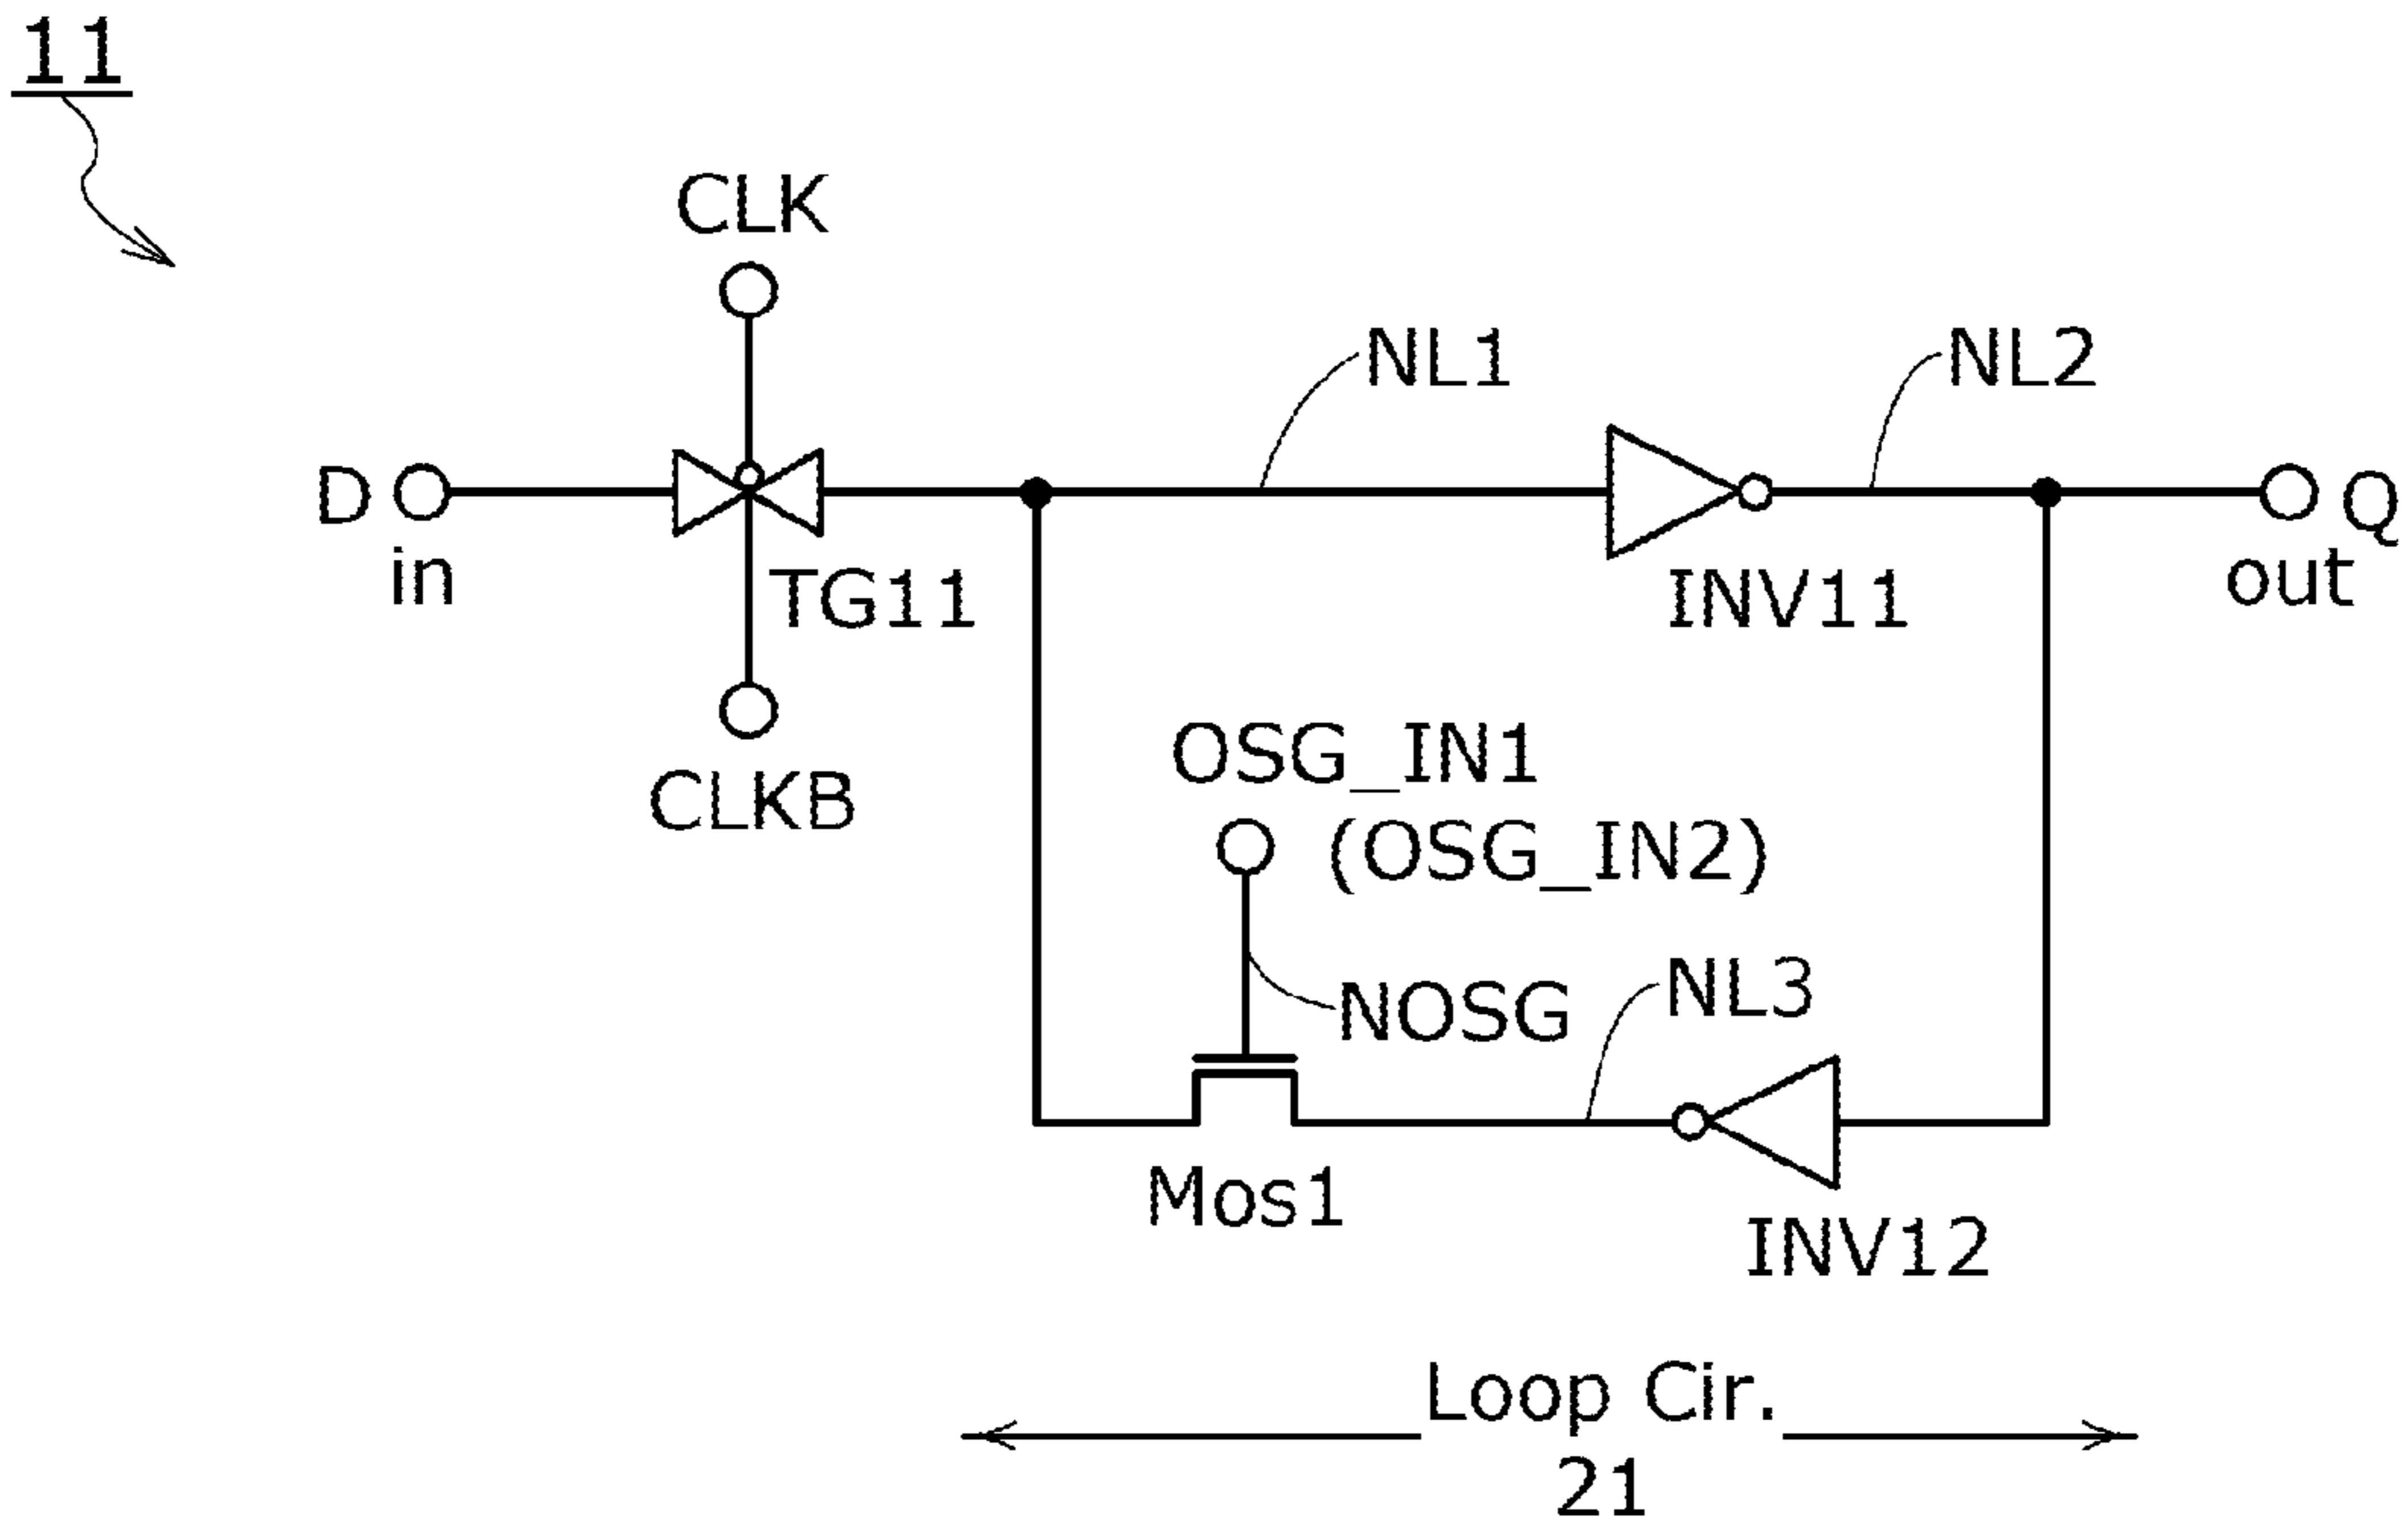 11
CLK
NL1
NL2
D
in
TG11
INV11
Q
out
CLKB
OSG_IN1
(OSG_IN2)
NOSG
NL3
Mos1
INV12
Loop Cir.
21